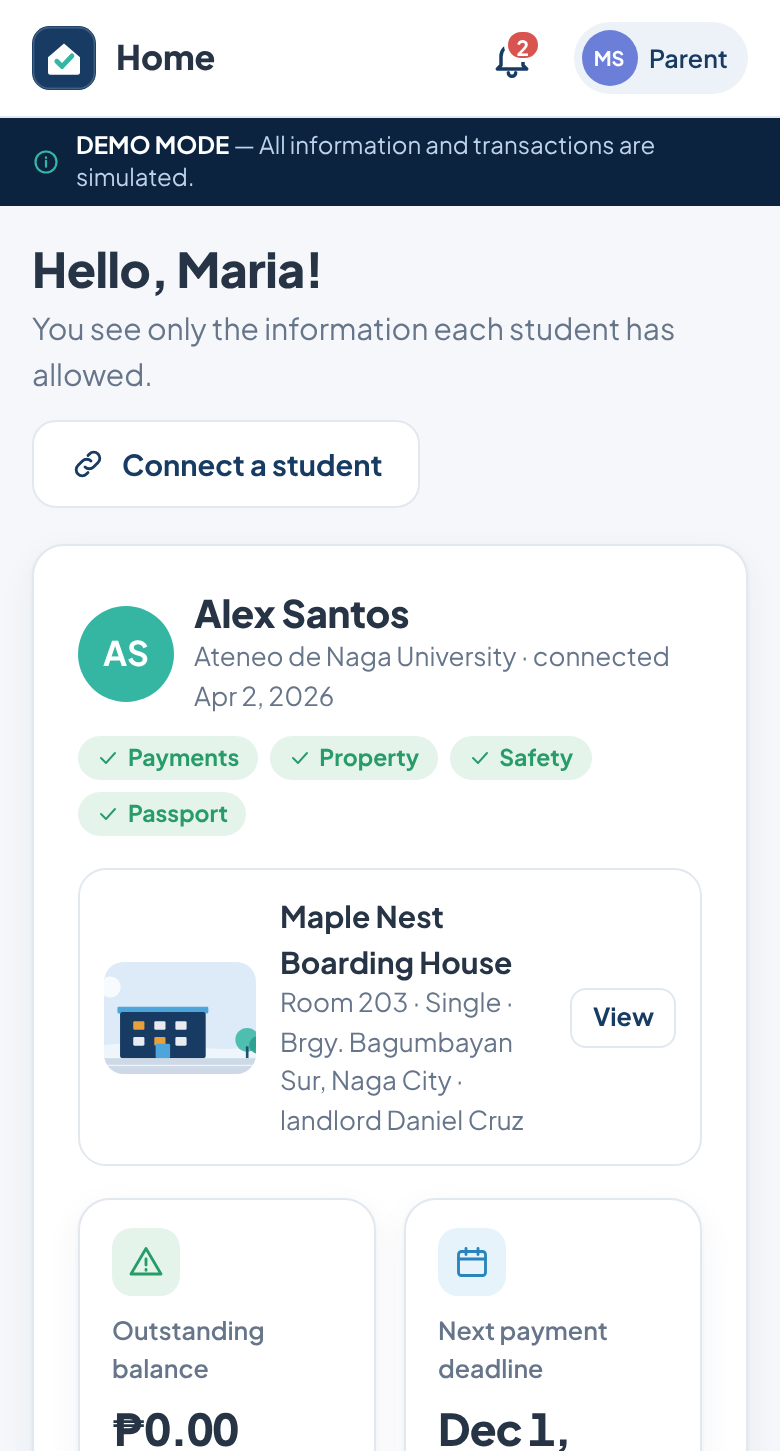 Home
2
MS
Parent
DEMO MODE — All information and transactions are
simulated.
Hello, Maria!
You see only the information each student has
allowed.
Connect a student
AS
Alex Santos
Ateneo de Naga University · connected
Apr 2, 2026
Payments
Property
Safety
Passport
Maple Nest
Boarding House
Room 203 · Single ·
Brgy. Bagumbayan
Sur, Naga City ·
landlord Daniel Cruz
View
Outstanding
balance
₱0.00
Next payment
deadline
Dec 1,